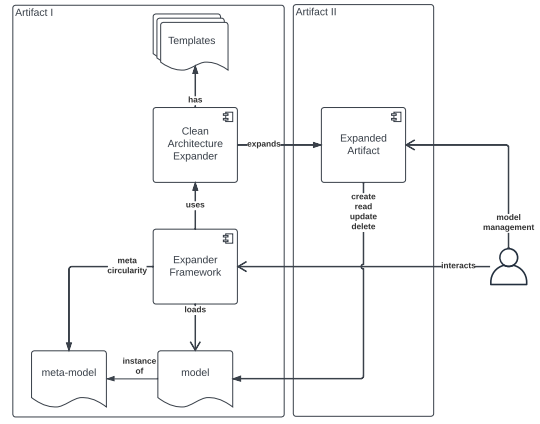 Artifact I
Artifact II
Templates
has
Clean
Architecture
Expander
expands
Expanded
Artifact
create
read
update
delete
model
management
uses
meta
circularity
Expander
Framework
interacts
loads
meta-model
instance
of
model